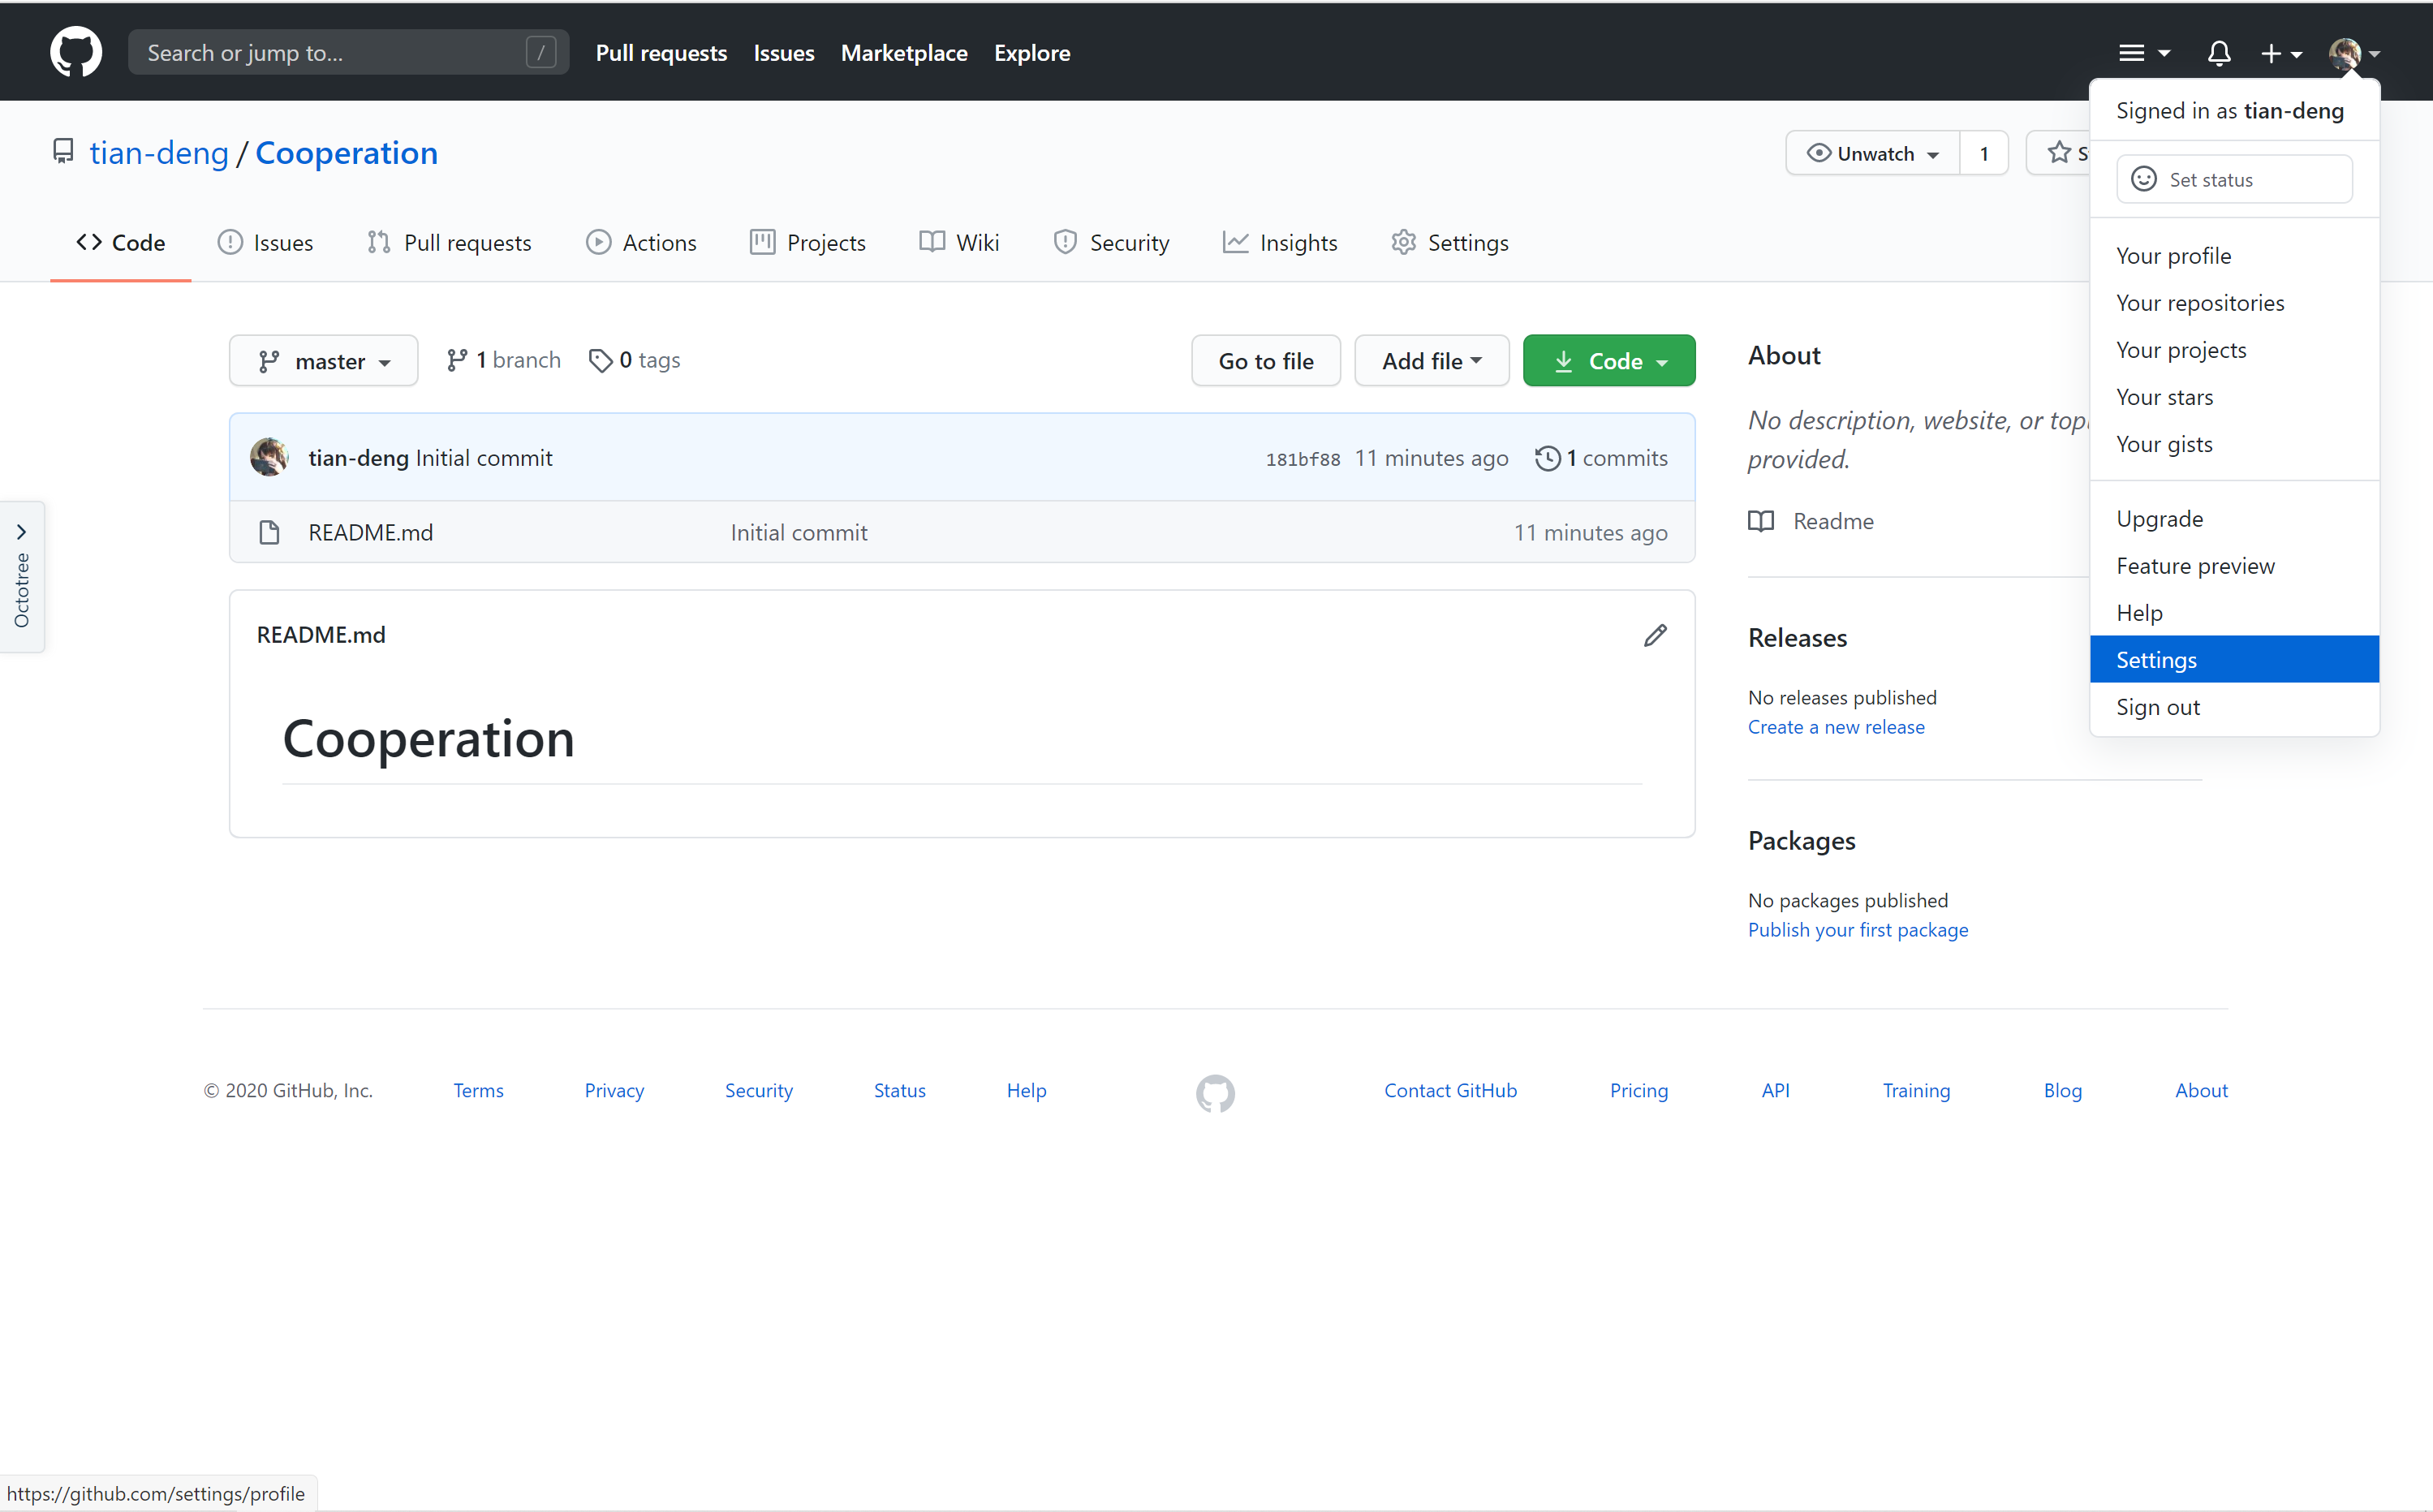 Search or jump to...
/
Pull requests
Issues
Marketplace
Explore
Signed in as tian-deng
Set status
Your profile
Your repositories
Your projects
Your stars
Your gists
Upgrade
Feature preview
Help
Settings
Sign out
tian-deng / Cooperation
Unwatch
1
Code
Issues
Pull requests
Actions
Projects
Wiki
Security
Insights
Settings
master
1 branch
0 tags
Go to file
Add file
Code
tian-deng Initial commit
181bf88 11 minutes ago
1 commits
README.md
Initial commit
11 minutes ago
Octotree
README.md
Cooperation
About
No description, website, or
provided.
Readme
Releases
No releases published
Create a new release
Packages
No packages published
Publish your first package
© 2020 GitHub, Inc.
Terms
Privacy
Security
Status
Help
Contact GitHub
Pricing
API
Training
Blog
About
https://github.com/settings/profile